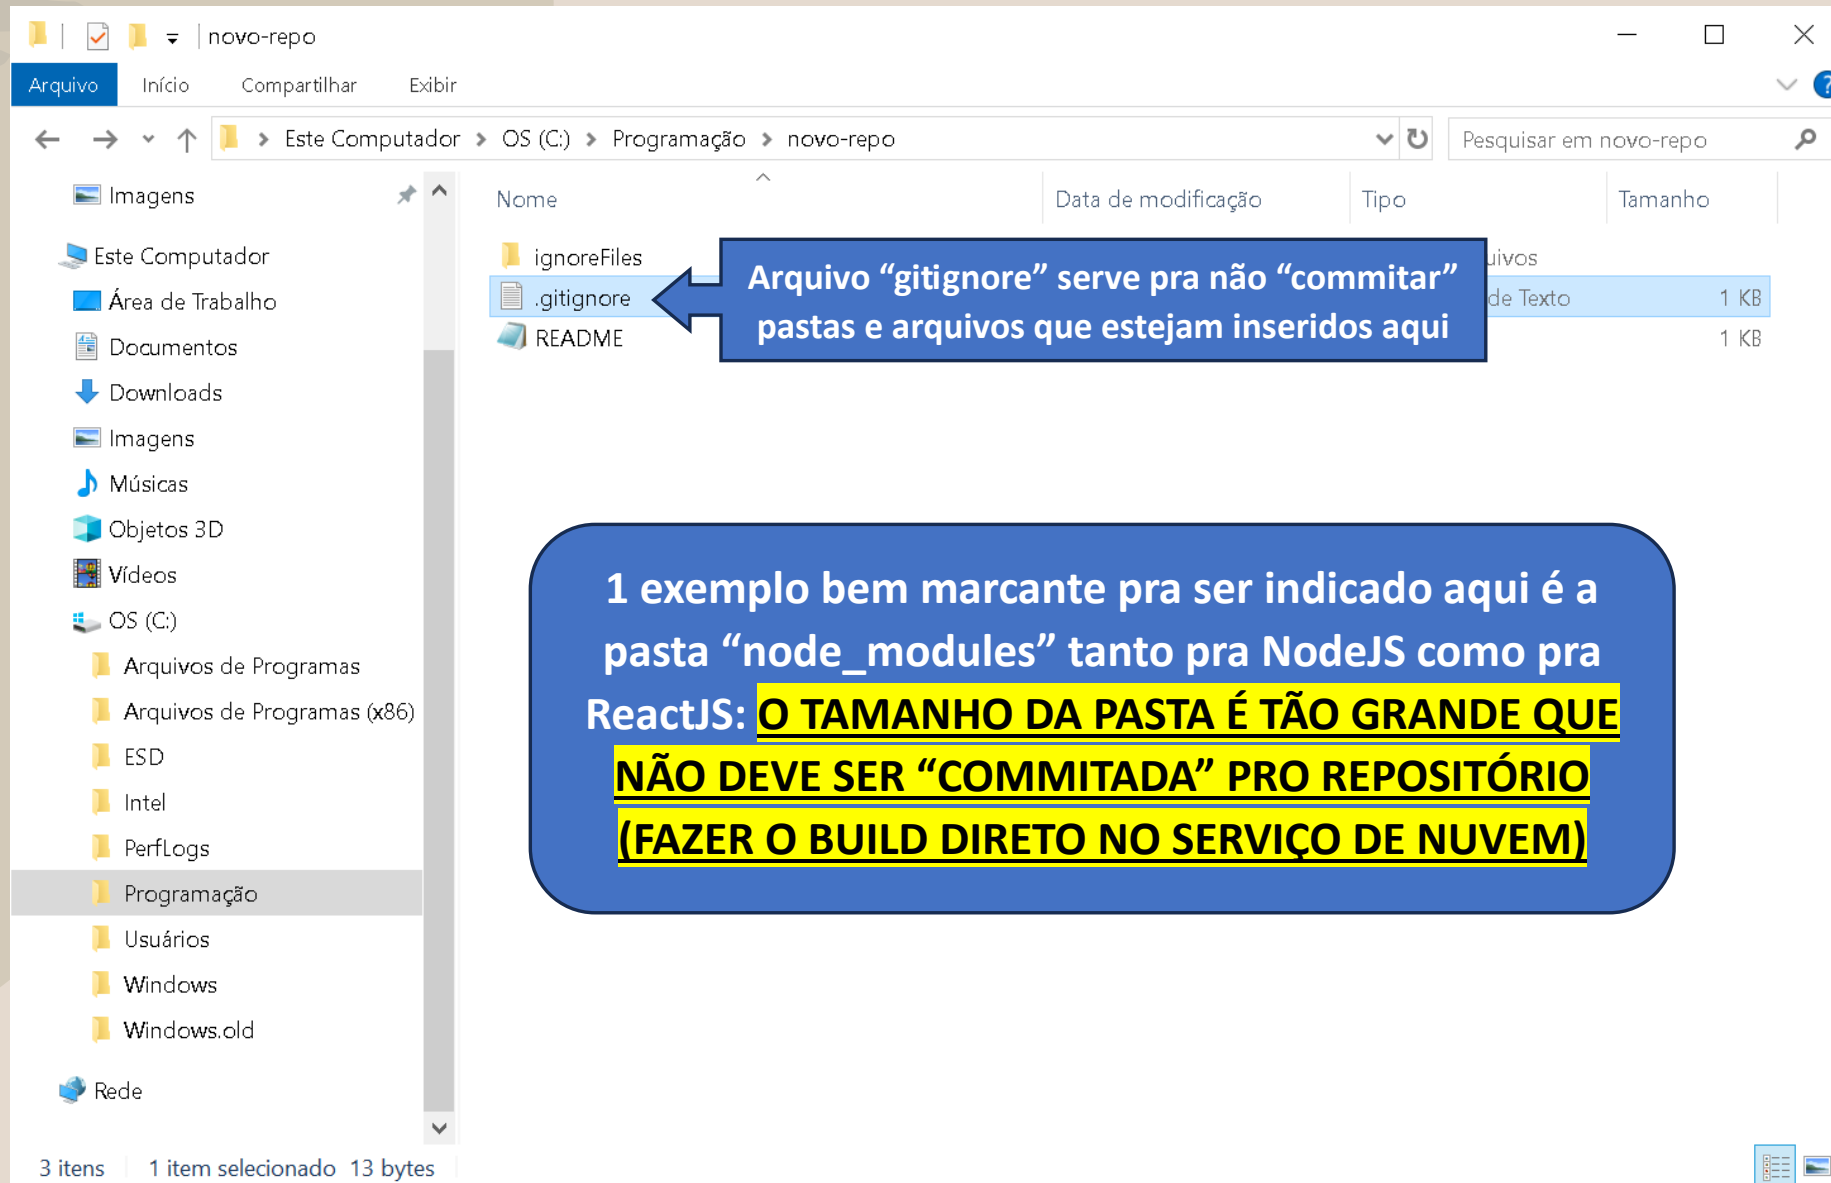 novo-repo
Arquivo Início Compartilhar Exibir
Este Computador > OS (C:) > Programação > novo-repo
Pesquisar em novo-repo
Imagens
Este Computador
Área de Trabalho
Documentos
Downloads
Imagens
Músicas
Objetos 3D
Vídeos
OS (C:)
Arquivos de Programas
Arquivos de Programas (x86)
ESD
Intel
PerfLogs
Programação
Usuários
Windows
Windows.old
Rede
Nome Data de modificação Tipo Tamanho
ignoreFiles
.gitignore de Texto 1 KB
README 1 KB
Arquivo “gitignore” serve pra não “commitar”
pastas e arquivos que estejam inseridos aqui
1 exemplo bem marcante pra ser indicado aqui é a
pasta “node_modules” tanto pra NodeJS como pra
ReactJS: O TAMANHO DA PASTA É TÃO GRANDE QUE
NÃO DEVE SER “COMMITADA” PRO REPOSITÓRIO
(FAZER O BUILD DIRETO NO SERVIÇO DE NUVEM)
3 itens 1 item selecionado 13 bytes